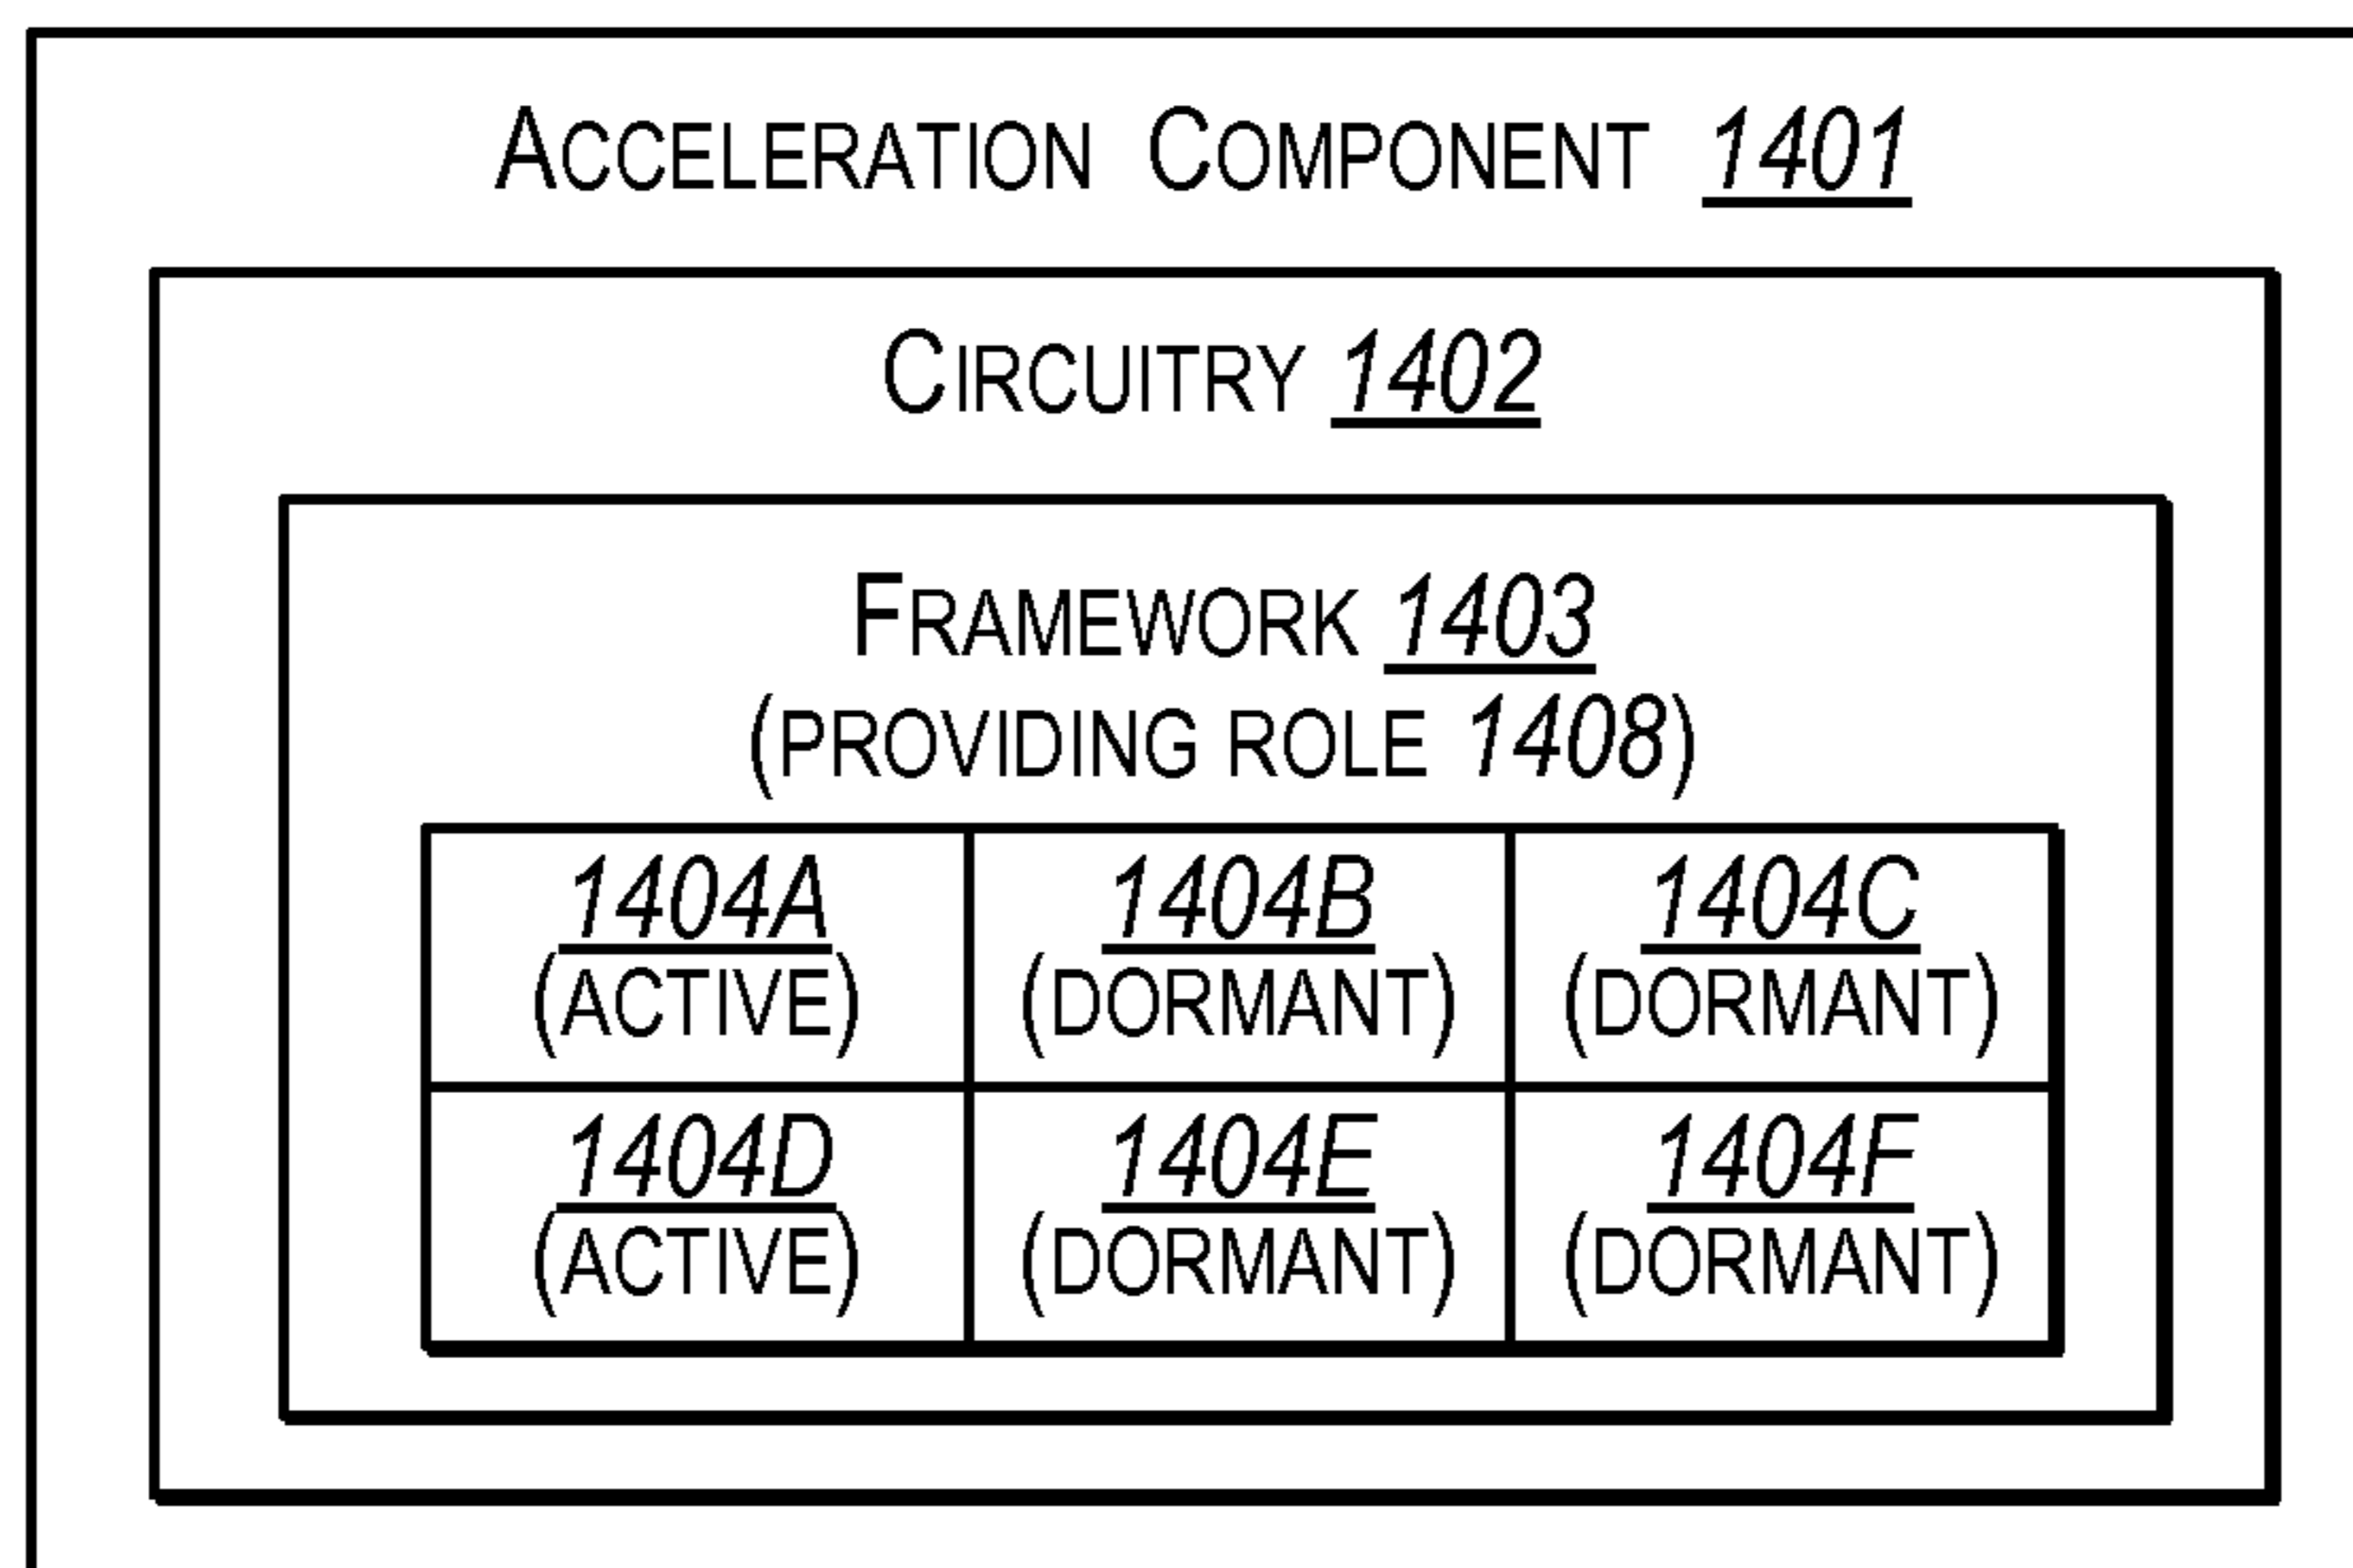 ACCELERATION COMPONENT 1401
CIRCUITRY 1402
FRAMEWORK 1403
(PROVIDING ROLE 1408)
1404A 1404B 1404C
(ACTIVE) (DORMANT) (DORMANT)
1404D 1404E 1404F
(ACTIVE) (DORMANT) (DORMANT)